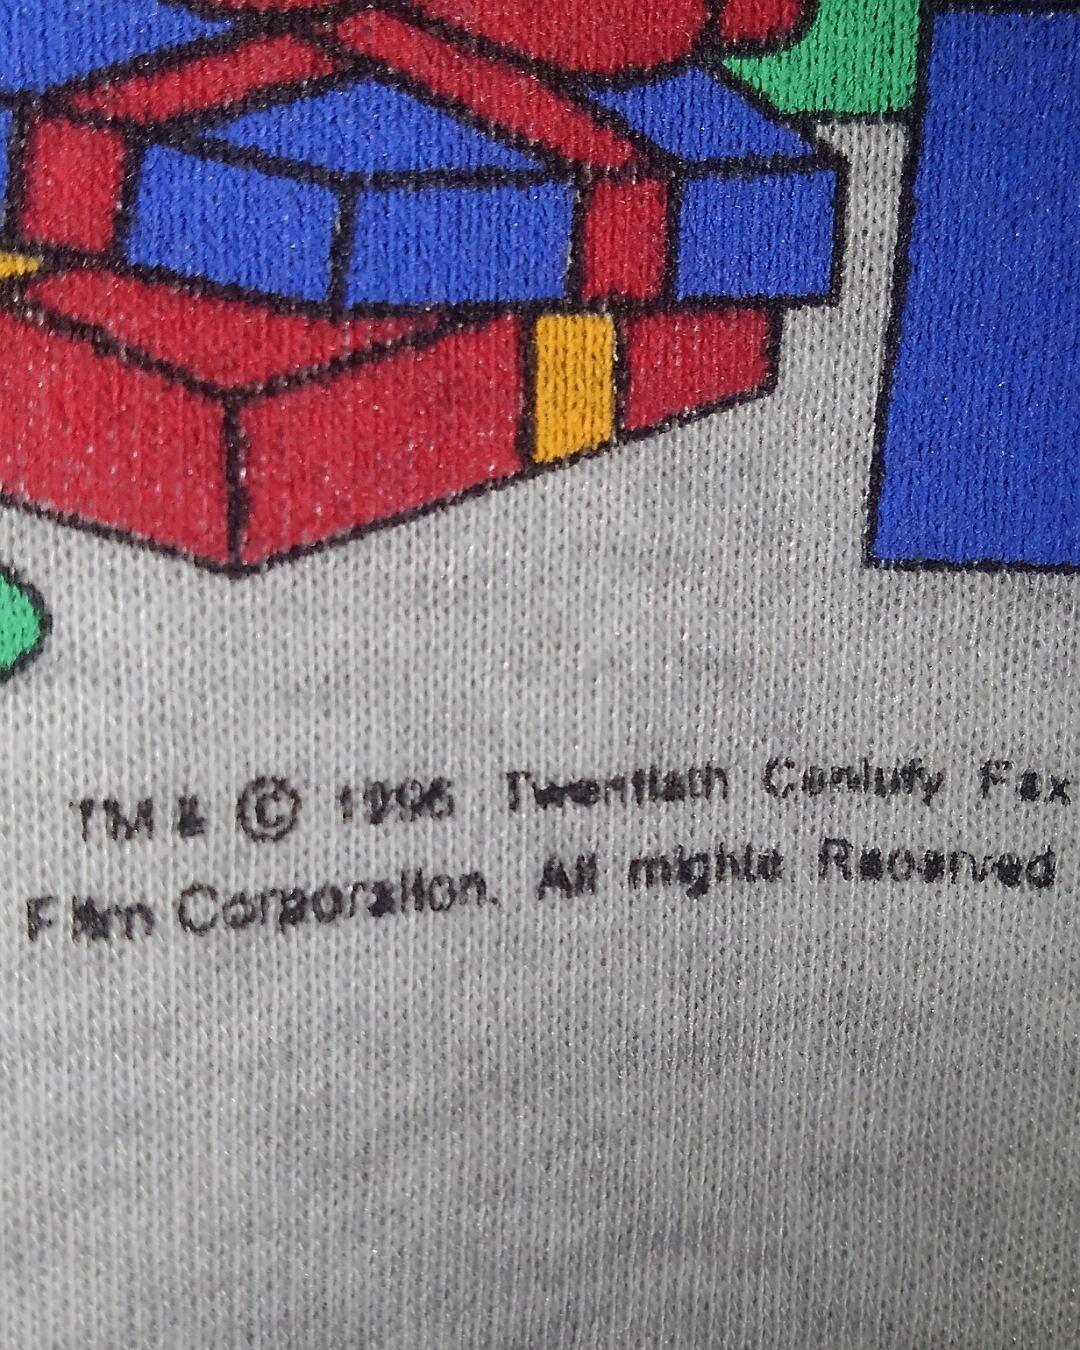 TM & © 1996 Twentieth Century Fox
Film Corporation. All rights Reserved